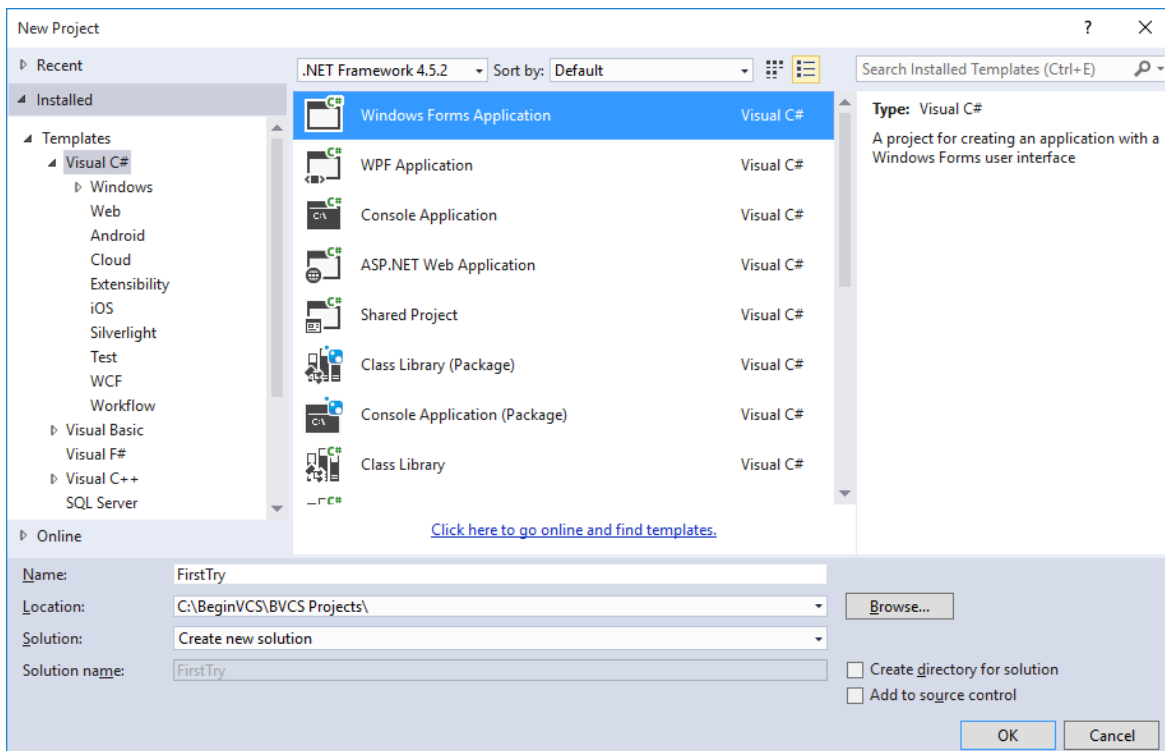 New Project
?
Recent
.NET Framework 4.5.2
Sort by:
Default
Search Installed Templates (Ctrl+E)
Installed
Templates
Visual C#
Windows
Web
Android
Cloud
Extensibility
iOS
Silverlight
Test
WCF
Workflow
Visual Basic
Visual F#
Visual C++
SQL Server
Online
C# Windows Forms Application Visual C#
C# WPF Application Visual C#
C# C:\ Console Application Visual C#
C# ASP.NET Web Application Visual C#
C# Shared Project Visual C#
Class Library (Package) Visual C#
C:\ Console Application (Package) Visual C#
C# Class Library Visual C#
C#
Click here to go online and find templates.
Type: Visual C#
A project for creating an application with a
Windows Forms user interface
Name: FirstTry
Location: C:\BeginVCS\BVCS Projects\ Browse...
Solution: Create new solution
Solution name: FirstTry
Create directory for solution
Add to source control
OK Cancel